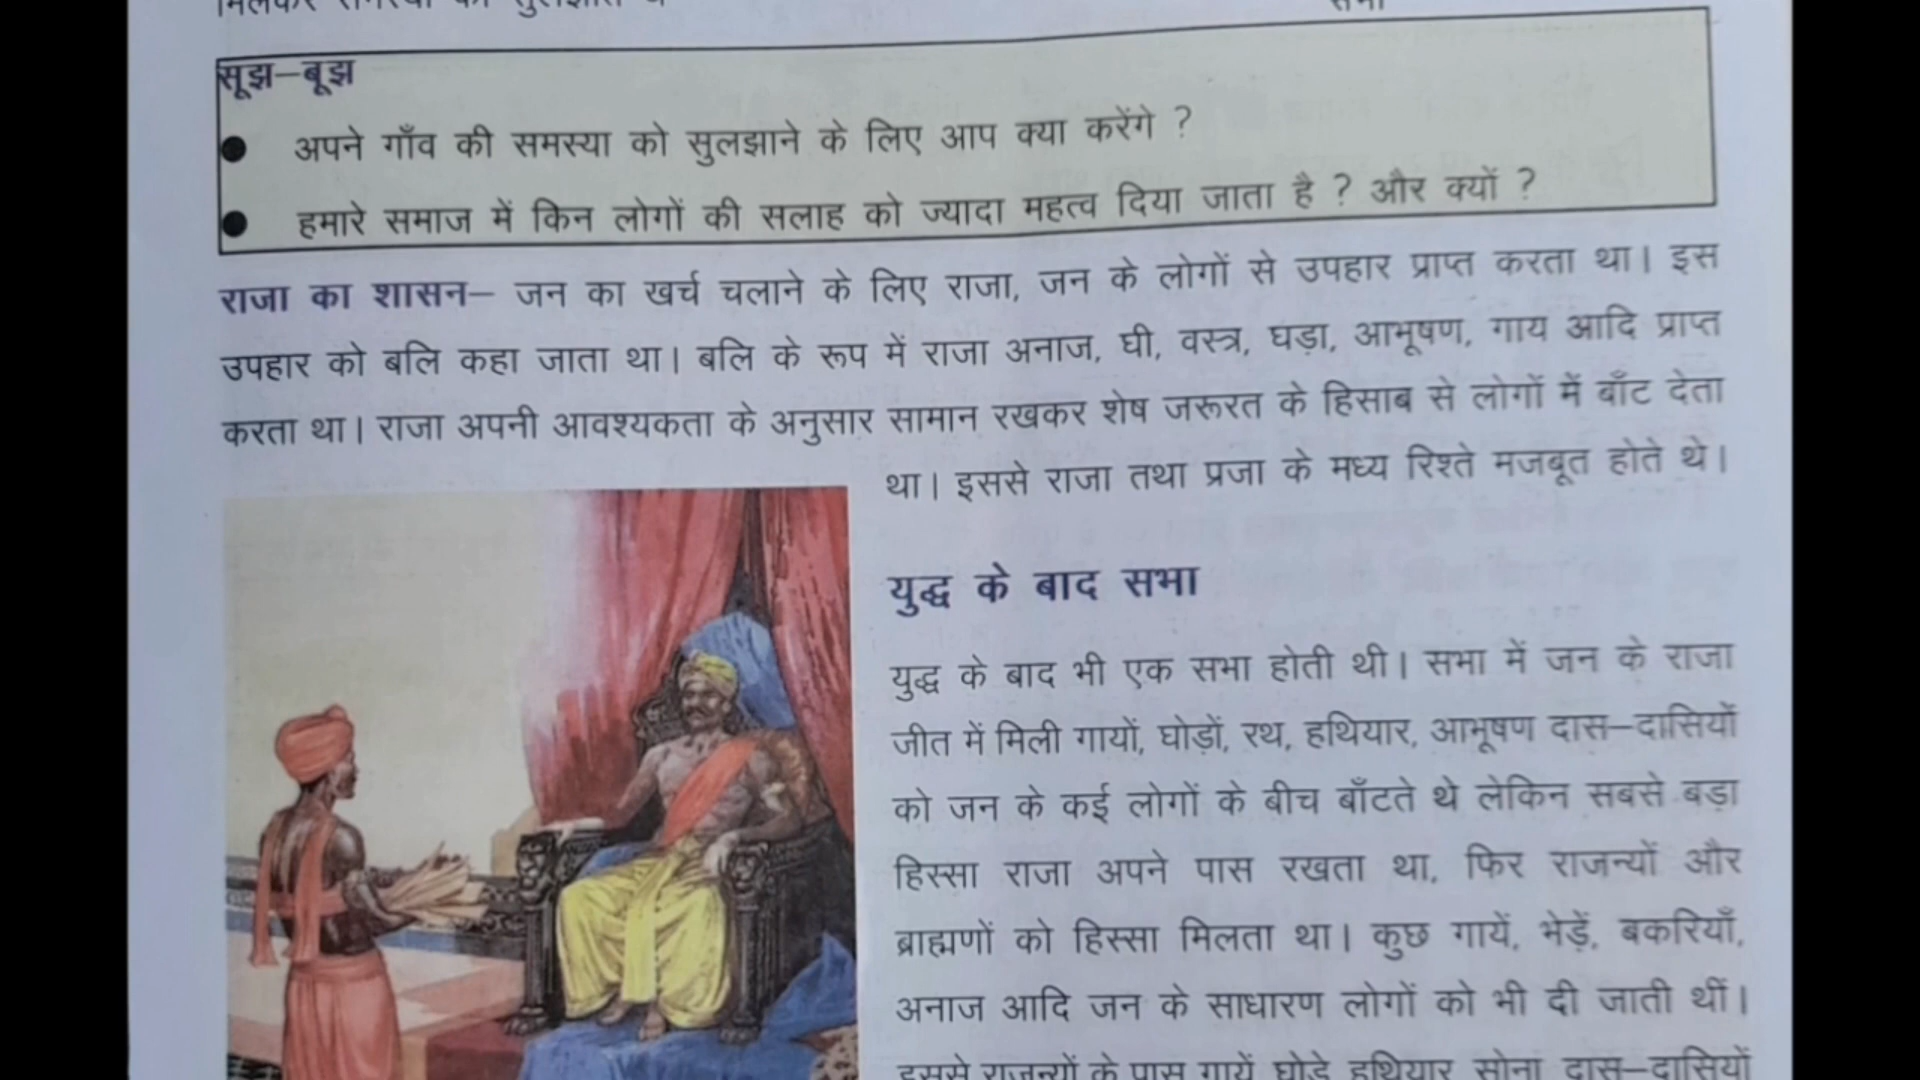 सूझ–बूझ
● अपने गाँव की समस्या को सुलझाने के लिए आप क्या करेंगे ?
● हमारे समाज में किन लोगों की सलाह को ज्यादा महत्व दिया जाता है ? और क्यों ?
राजा का शासन– जन का खर्च चलाने के लिए राजा, जन के लोगों से उपहार प्राप्त करता था। इस
उपहार को बलि कहा जाता था। बलि के रूप में राजा अनाज, घी, वस्त्र, घड़ा, आभूषण, गाय आदि प्राप्त
करता था। राजा अपनी आवश्यकता के अनुसार सामान रखकर शेष जरूरत के हिसाब से लोगों में बाँट देता
था। इससे राजा तथा प्रजा के मध्य रिश्ते मजबूत होते थे।
युद्ध के बाद सभा
युद्ध के बाद भी एक सभा होती थी। सभा में जन के राजा
जीत में मिली गायों, घोड़ों, रथ, हथियार, आभूषण दास–दासियों
को जन के कई लोगों के बीच बाँटते थे लेकिन सबसे बड़ा
हिस्सा राजा अपने पास रखता था, फिर राजन्यों और
ब्राह्मणों को हिस्सा मिलता था। कुछ गायें, भेड़ें, बकरियाँ,
अनाज आदि जन के साधारण लोगों को भी दी जाती थीं।
इससे राजन्यों के पास गायें घोड़े हथियार सोना दास–दासियों